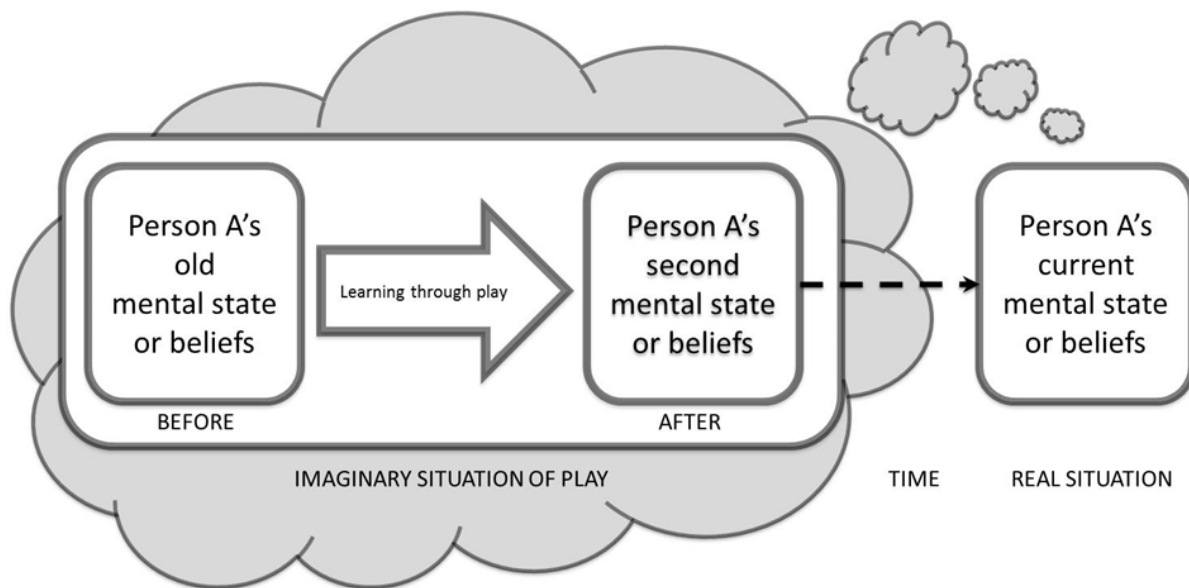 Person A's
old
mental state
or beliefs
BEFORE
Learning through play
Person A's
second
mental state
or beliefs
AFTER
Person A's
current
mental state
or beliefs
IMAGINARY SITUATION OF PLAY
TIME
REAL SITUATION